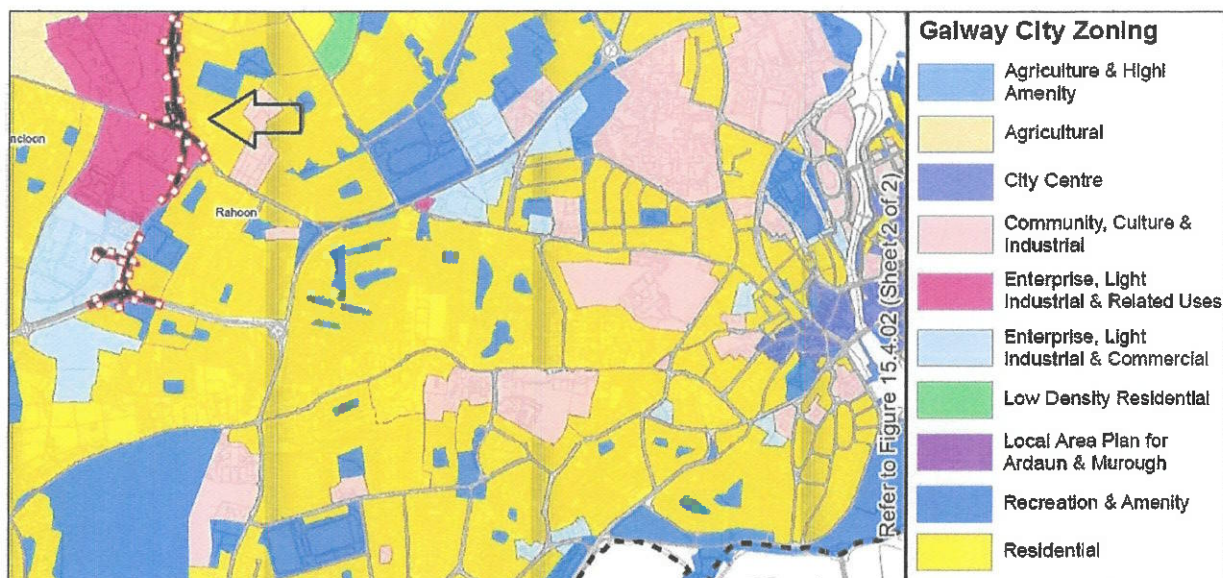 ncloon
Rahoon
Refer to Figure 15.4.02 (Sheet 2 of 2)
Galway City Zoning
Agriculture & Highl
Amenity
Agricultural
City Centre
Community, Culture &
Industrial
Enterprise, Light
Industrial & Related Uses
Enterprise, Light
Industrial & Commercial
Low Density Residential
Local Area Plan for
Ardaun & Murough
Recreation & Amenity
Residential